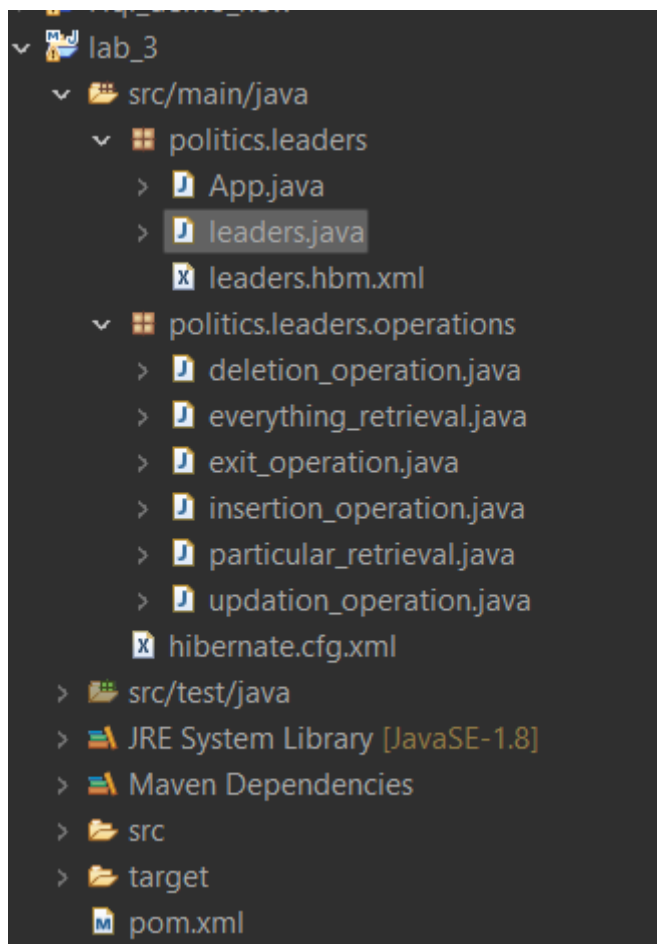 lab_3
src/main/java
politics.leaders
App.java
leaders.java
leaders.hbm.xml
politics.leaders.operations
deletion_operation.java
everything_retrieval.java
exit_operation.java
insertion_operation.java
particular_retrieval.java
updation_operation.java
hibernate.cfg.xml
src/test/java
JRE System Library [JavaSE-1.8]
Maven Dependencies
src
target
pom.xml